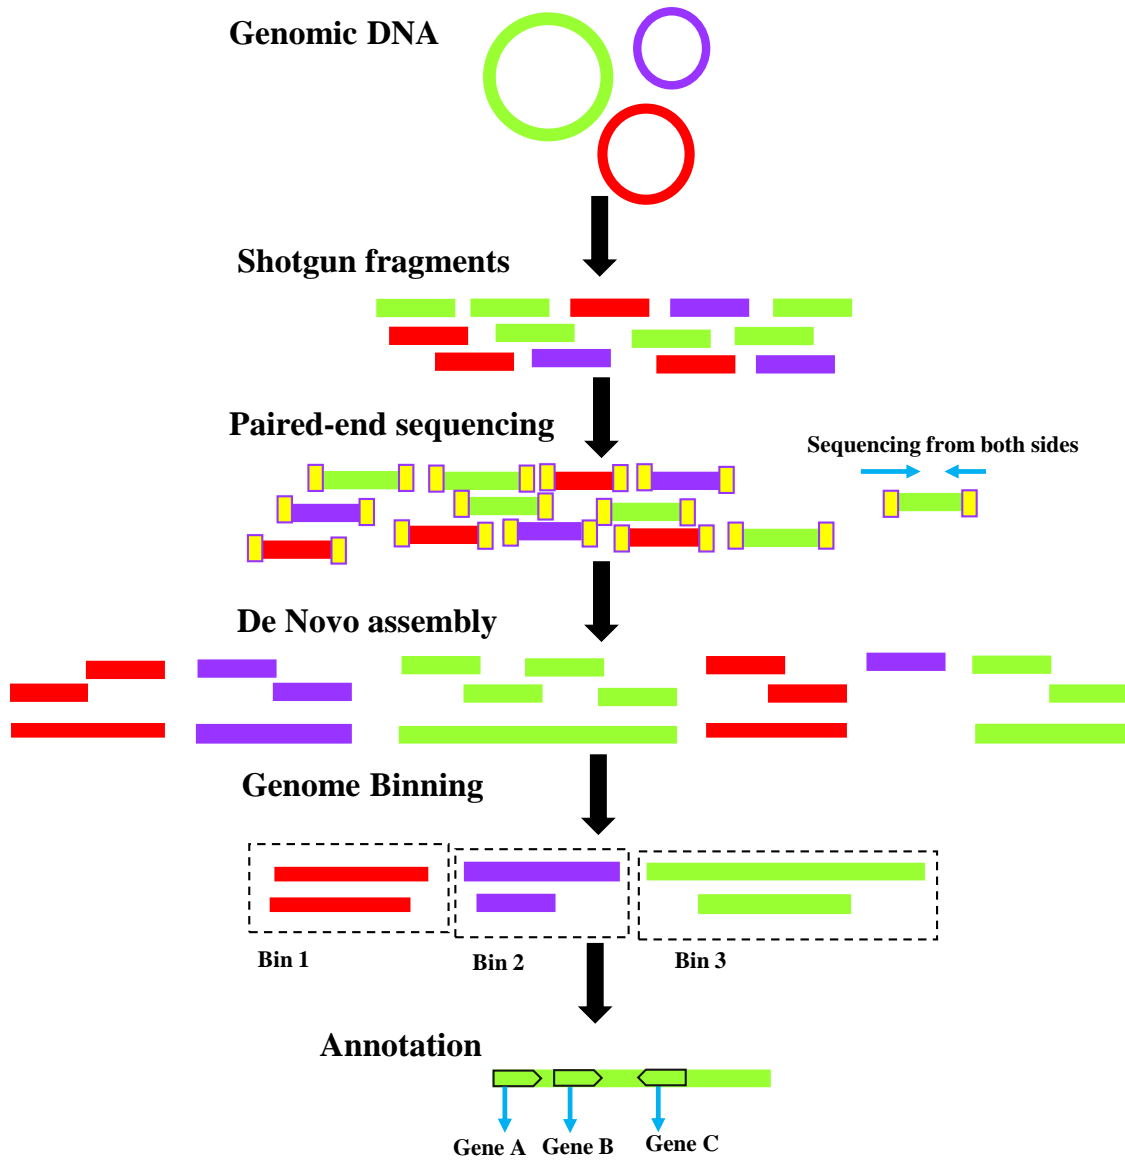 Genomic DNA
Shotgun fragments
Paired-end sequencing
Sequencing from both sides
De Novo assembly
Genome Binning
Bin 1
Bin 2
Bin 3
Annotation
Gene A
Gene B
Gene C